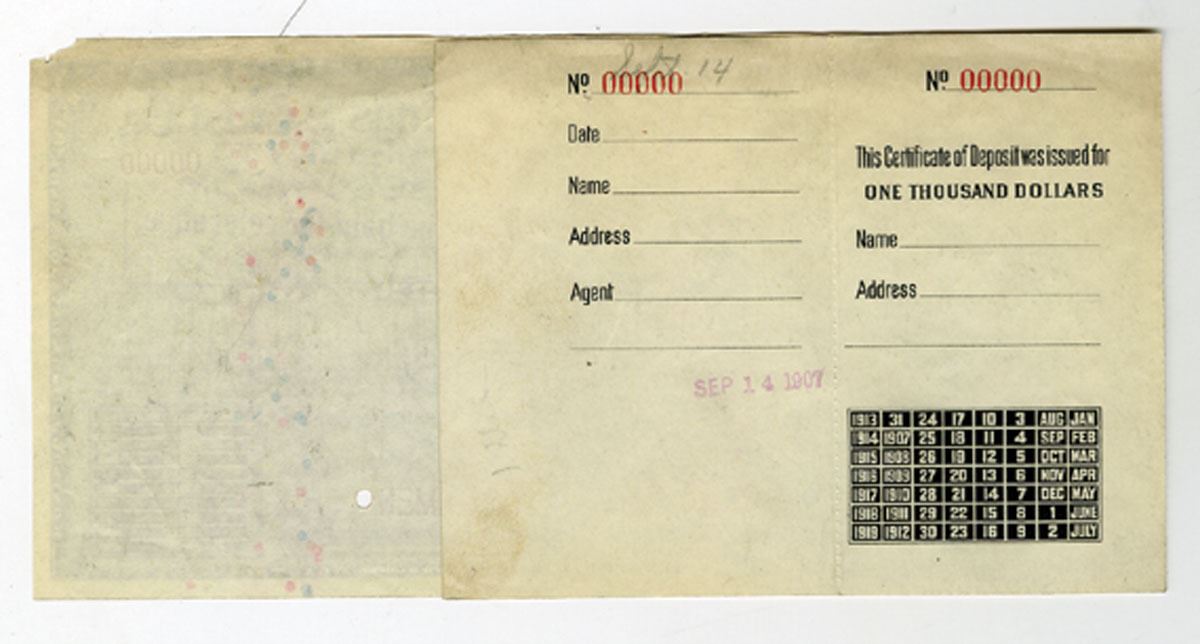 Sept. 14
Nº 00000
Date
Name
Address
Agent
SEP 14 1907
Nº 00000
This Certificate of Deposit was issued for
ONE THOUSAND DOLLARS
Name
Address
1913 31 24 17 10 3 AUG JAN
1914 1907 25 18 11 4 SEP FEB
1915 1908 26 19 12 5 OCT MAR
1916 1909 27 20 13 6 NOV APR
1917 1910 28 21 14 7 DEC MAY
1918 1911 29 22 15 8 1 JUNE
1919 1912 30 23 16 9 2 JULY
00000